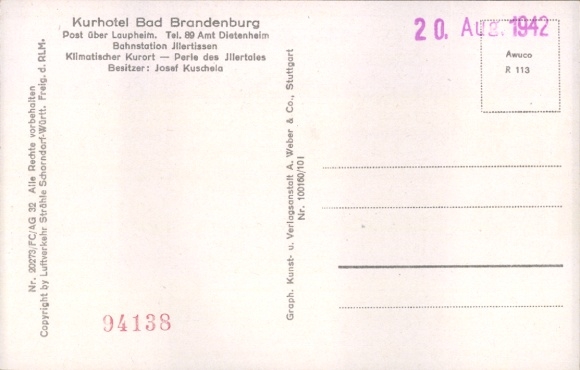 Kurhotel Bad Brandenburg
Post über Laupheim. Tel. 89 Amt Dietenheim
Bahnstation Jllertissen
Klimatischer Kurort — Perle des Jllertales
Besitzer: Josef Kuschela
20. Aug. 1942
Awuco
R 113
Nr. 20273/FC/AG 32 Alle Rechte vorbehalten
Copyright by Luftverkehr Strähle Schorndorf-Württ. Freig. d. RLM.
Graph. Kunst- u. Verlagsanstalt A. Weber & Co., Stuttgart
Nr. 100160/101
94138